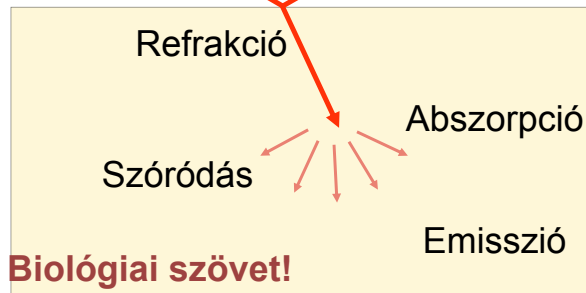 Refrakció
Abszorpció
Szóródás
Emisszió
Biológiai szövet!